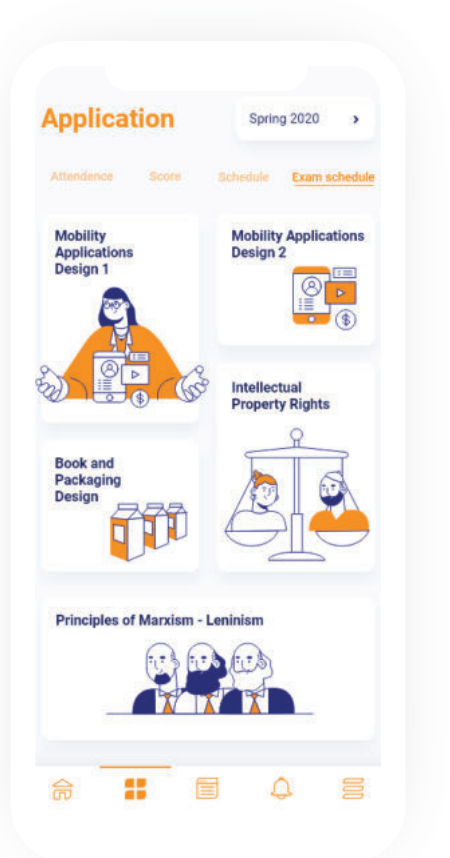 Application
Spring 2020
Attendence
Score
Schedule
Exam schedule
Mobility
Applications
Design 1
Mobility Applications
Design 2
Intellectual
Property Rights
Book and
Packaging
Design
Principles of Marxism - Leninism